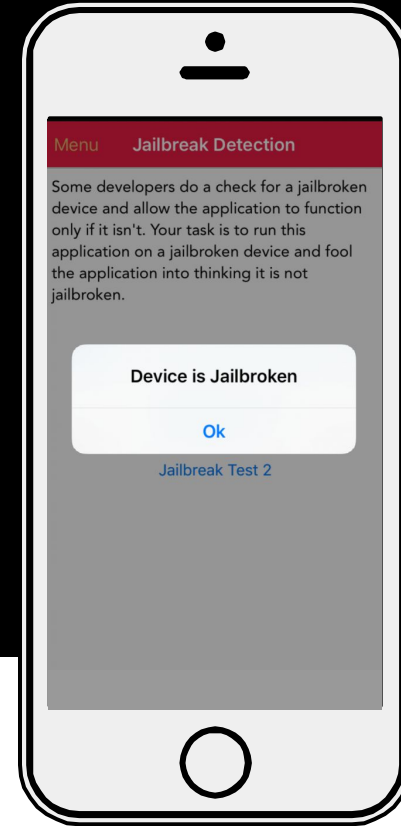 Menu Jailbreak Detection
Some developers do a check for a jailbroken
device and allow the application to function
only if it isn't. Your task is to run this
application on a jailbroken device and fool
the application into thinking it is not
jailbroken.
Device is Jailbroken
Ok
Jailbreak Test 2